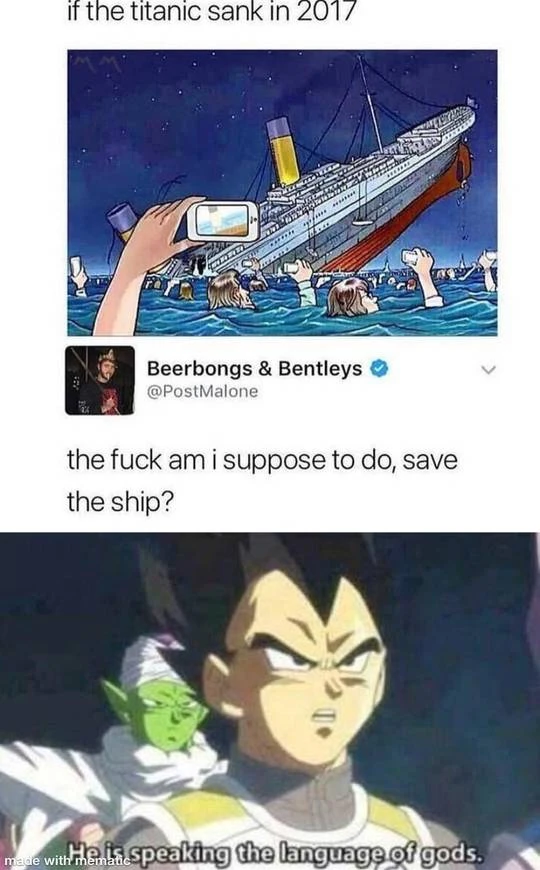 if the titanic sank in 2017
Beerbongs & Bentleys
@PostMalone
the fuck am i suppose to do, save
the ship?
He is speaking the language of gods.
made with mematic